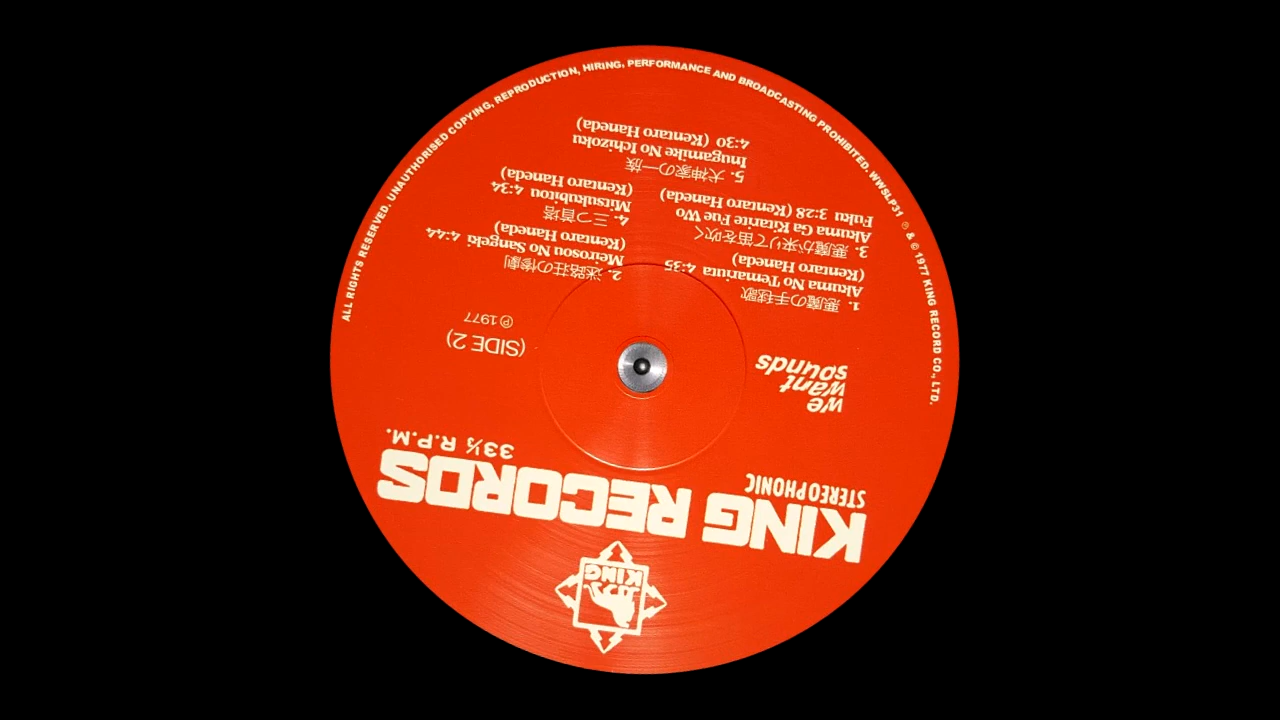 KING
KING RECORDS
STEREOPHONIC
33⅓ R.P.M.
we
want
sounds
(SIDE 2)
℗ 1977
1. 悪魔の手毬歌
Akuma No Temariuta 4:35
(Kentaro Haneda)
2. 迷路荘の惨劇
Meirosou No Sangeki 4:44
(Kentaro Haneda)
3. 悪魔が来りて笛を吹く
Akuma Ga Kitarite Fue Wo
Fuku 3:28 (Kentaro Haneda)
4. 三つ首塔
Mitsukubitou 4:34
(Kentaro Haneda)
5. 犬神家の一族
Inugamike No Ichizoku
4:30 (Kentaro Haneda)
ALL RIGHTS RESERVED. UNAUTHORISED COPYING, REPRODUCTION, HIRING, PERFORMANCE AND BROADCASTING PROHIBITED. WWSLP31 ℗ & © 1977 KING RECORD CO., LTD.